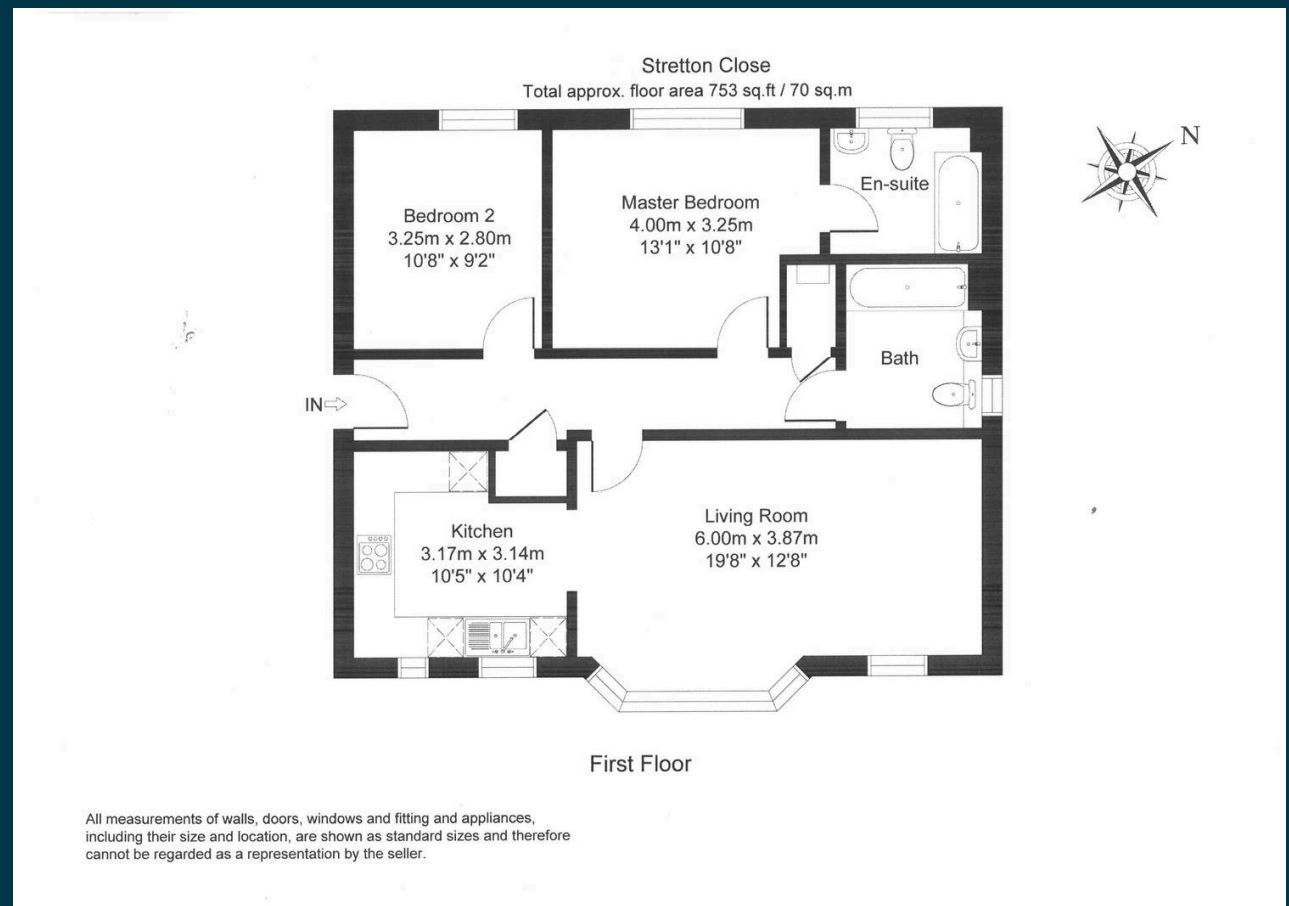 Stretton Close
Total approx. floor area 753 sq.ft / 70 sq.m
N
En-suite
Master Bedroom
4.00m x 3.25m
13'1" x 10'8"
Bedroom 2
3.25m x 2.80m
10'8" x 9'2"
Bath
IN
Living Room
6.00m x 3.87m
19'8" x 12'8"
Kitchen
3.17m x 3.14m
10'5" x 10'4"
First Floor
All measurements of walls, doors, windows and fitting and appliances,
including their size and location, are shown as standard sizes and therefore
cannot be regarded as a representation by the seller.